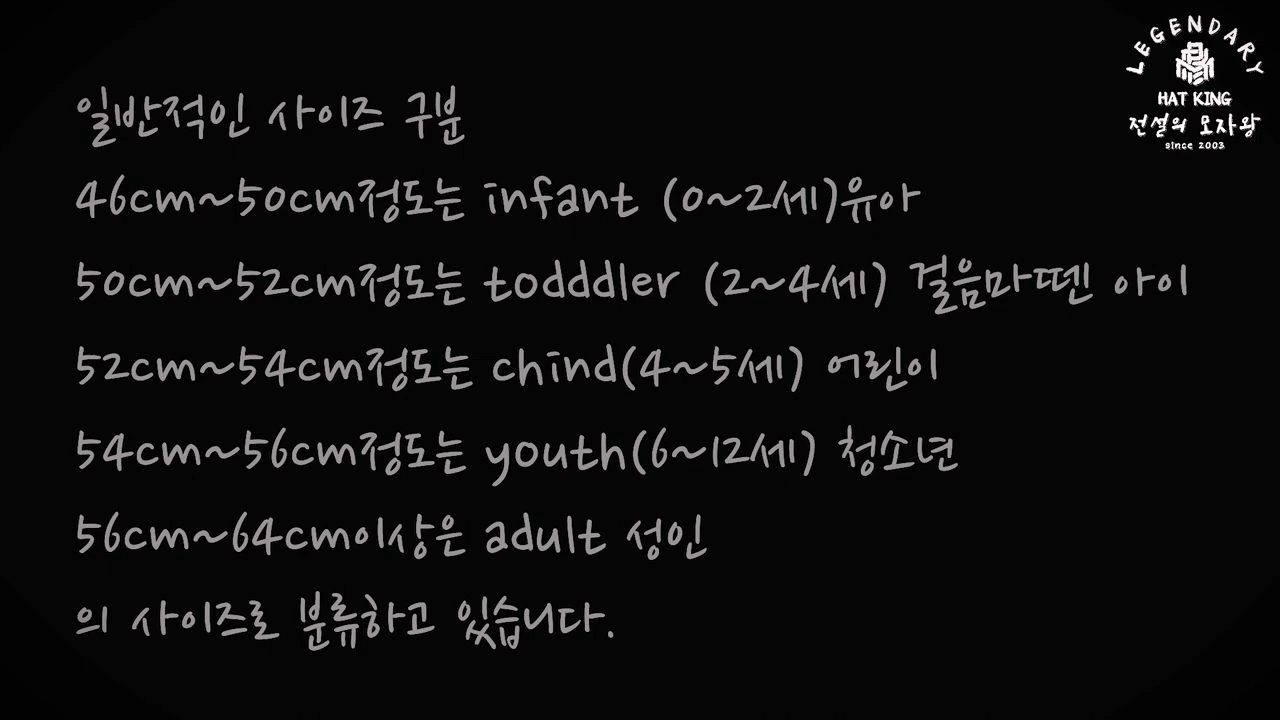 LEGENDARY
HAT KING
전설의 모자왕
since 2003
일반적인 사이즈 구분
46cm~50cm정도는 infant (0~2세)유아
50cm~52cm정도는 todddler (2~4세) 걸음마뗀 아이
52cm~54cm정도는 chind(4~5세) 어린이
54cm~56cm정도는 youth(6~12세) 청소년
56cm~64cm이상은 adult 성인
의 사이즈로 분류하고 있습니다.